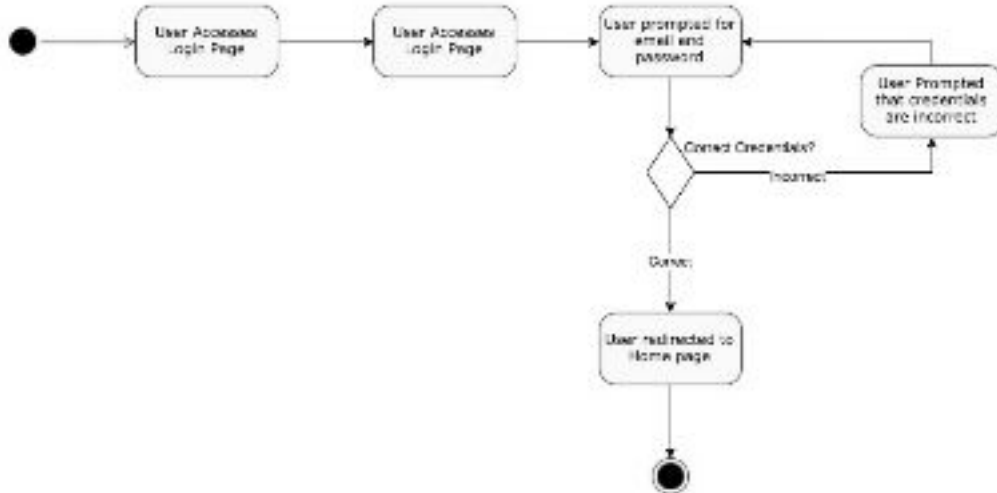 User Accesses
Login Page
User Accesses
Login Page
User prompted for
email and
password
User Prompted
that credentials
are incorrect
Correct Credentials?
Incorrect
Correct
User redirected to
Home page